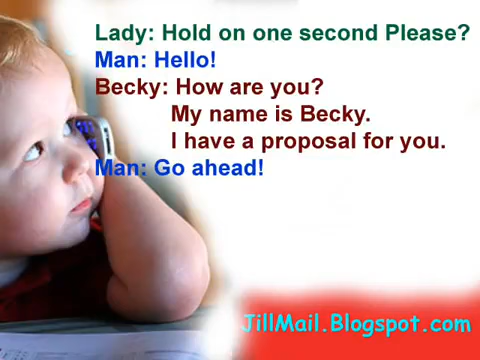 Lady: Hold on one second Please?
Man: Hello!
Becky: How are you?
My name is Becky.
I have a proposal for you.
Man: Go ahead!
JillMail.Blogspot.com